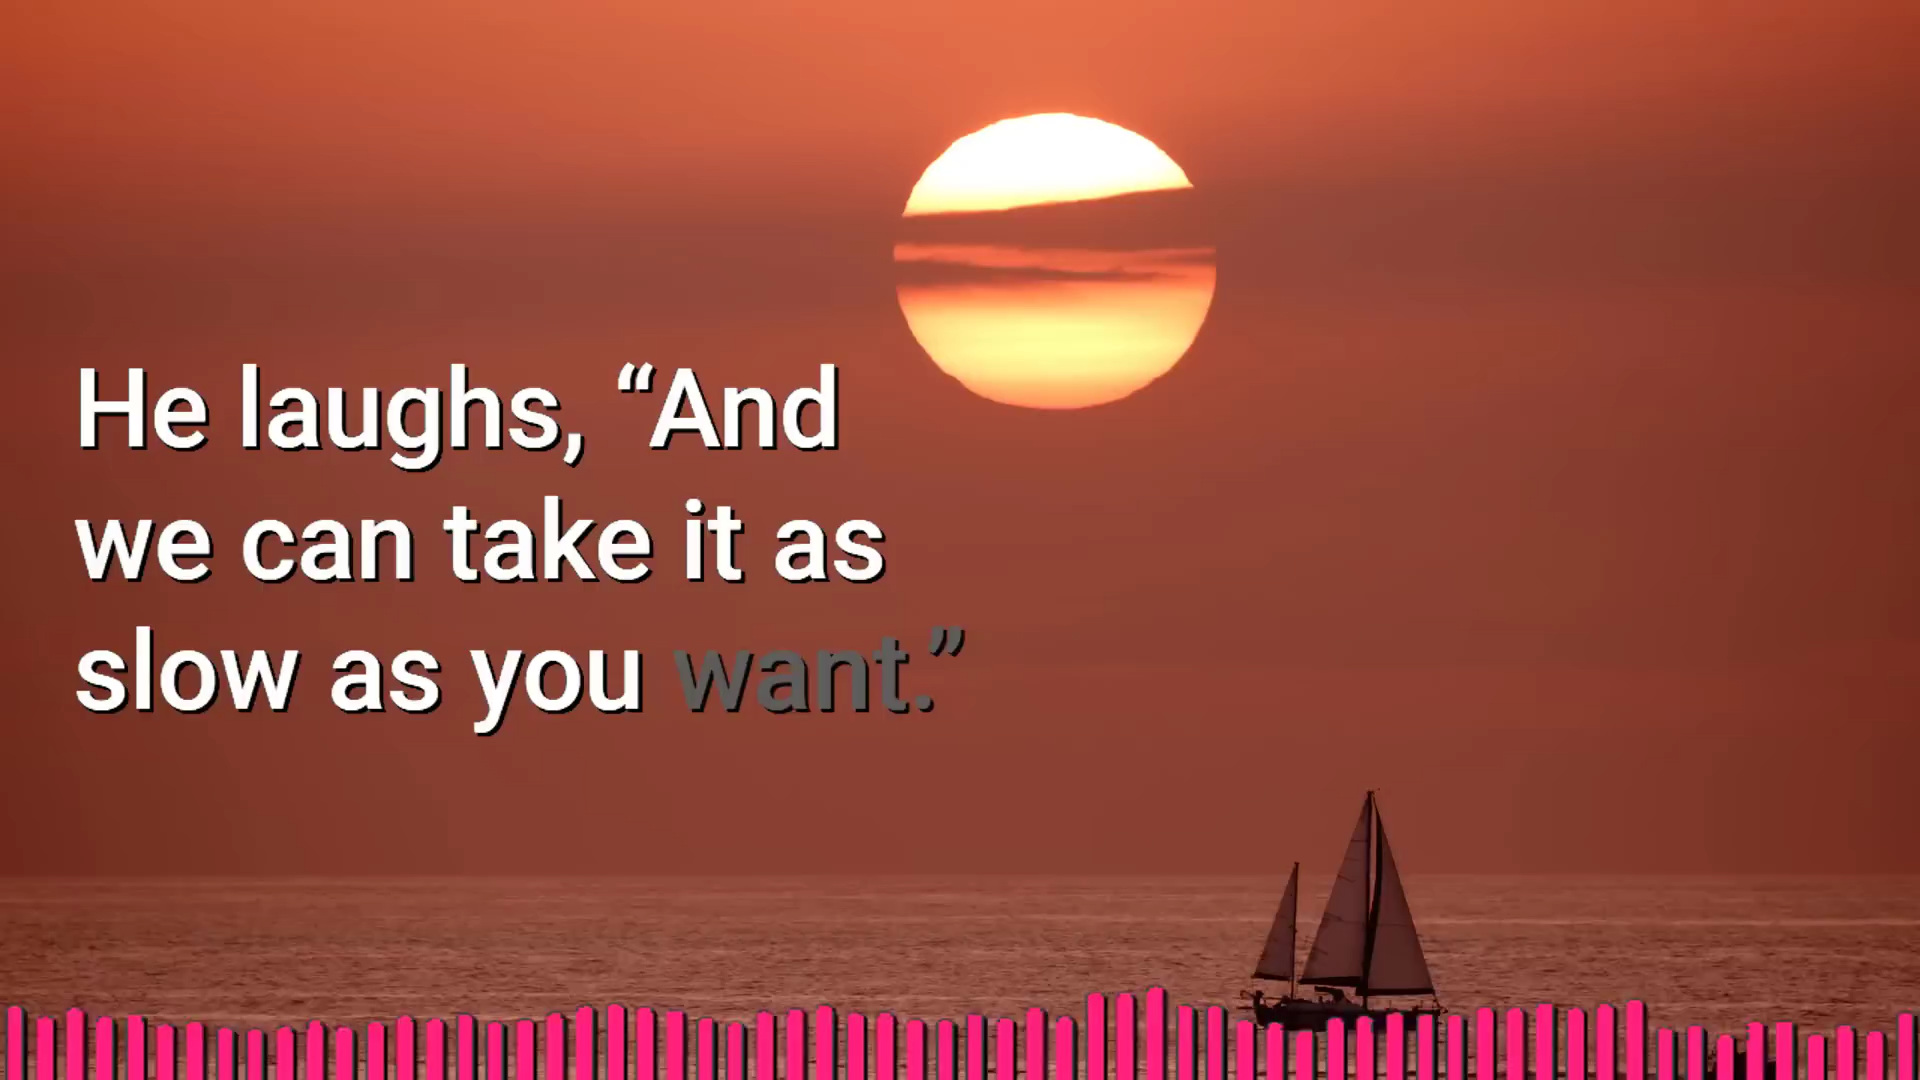 He laughs, “And
we can take it as
slow as you want.”